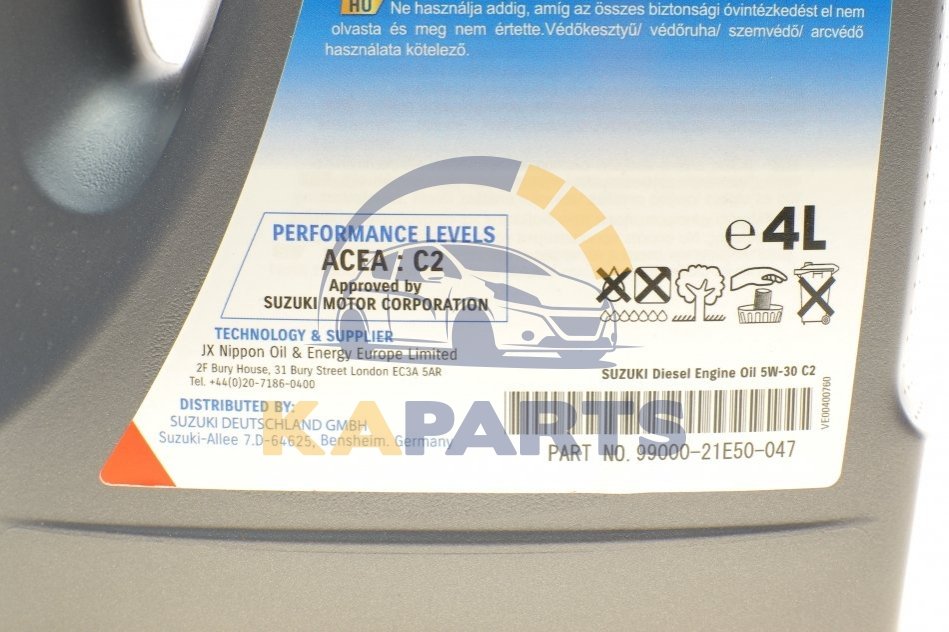 HU
Ne használja addig, amíg az összes biztonsági óvintézkedést el nem
olvasta és meg nem értette.Védőkesztyű/ védőruha/ szemvédő/ arcvédő
használata kötelező.
PERFORMANCE LEVELS
ACEA : C2
Approved by
SUZUKI MOTOR CORPORATION
℮4L
TECHNOLOGY & SUPPLIER
JX Nippon Oil & Energy Europe Limited
2F Bury House, 31 Bury Street London EC3A 5AR
Tel. +44(0)20-7186-0400
SUZUKI Diesel Engine Oil 5W-30 C2
VE00400760
DISTRIBUTED BY:
SUZUKI DEUTSCHLAND GMBH
Suzuki-Allee 7.D-64625, Bensheim. Germany
KAPARTS
PART NO. 99000-21E50-047